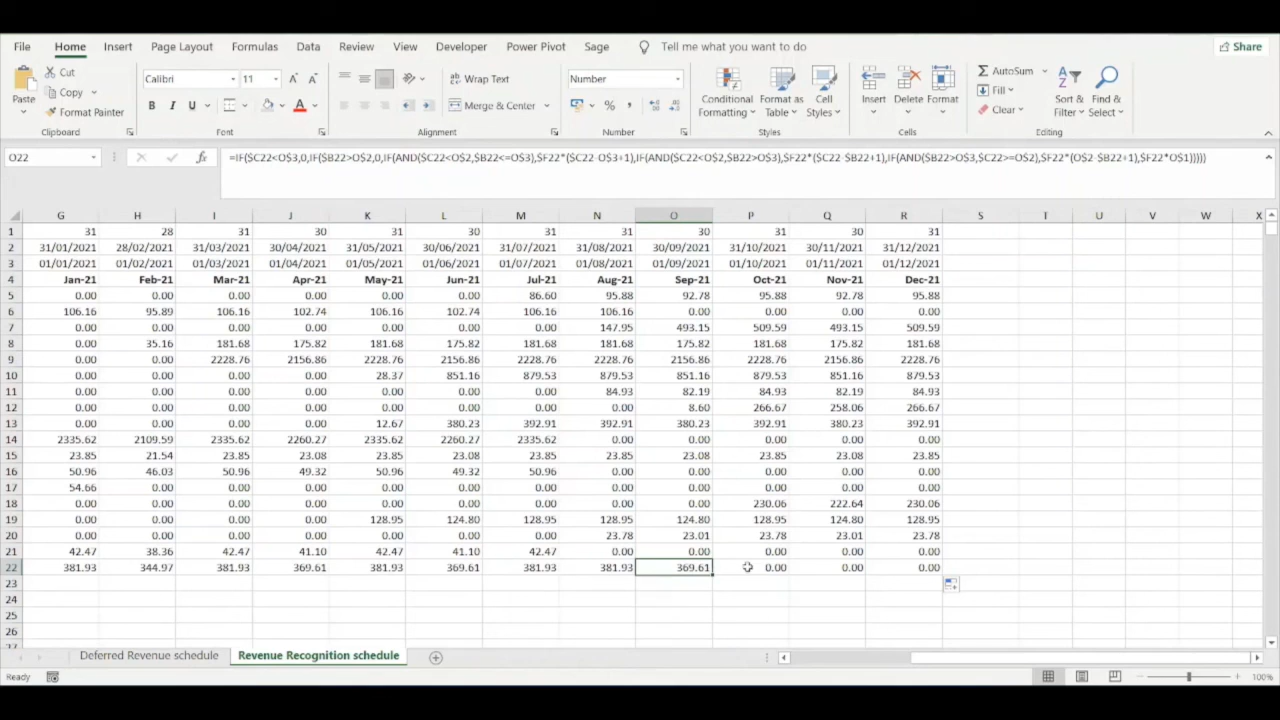 File Home Insert Page Layout Formulas Data Review View Developer Power Pivot Sage Tell me what you want to do Share
Paste Cut Copy Format Painter Clipboard
Calibri 11 B I U A Font
Wrap Text Merge & Center Alignment
Number % , Number
Conditional Formatting Format as Table Cell Styles Styles
Insert Delete Format Cells
AutoSum Fill Clear Sort & Filter Find & Select Editing
O22 fx =IF($C22<O$3,0,IF($B22>O$2,0,IF(AND($C22<O$2,$B22<=O$3),$F22*($C22-O$3+1),IF(AND($C22<O$2,$B22>O$3),$F22*($C22-$B22+1),IF(AND($B22>O$3,$C22>=O$2),$F22*(O$2-$B22+1),$F22*O$1)))))
G H I J K L M N O P Q R S T U V W X
1 31 28 31 30 31 30 31 31 30 31 30 31
2 31/01/2021 28/02/2021 31/03/2021 30/04/2021 31/05/2021 30/06/2021 31/07/2021 31/08/2021 30/09/2021 31/10/2021 30/11/2021 31/12/2021
3 01/01/2021 01/02/2021 01/03/2021 01/04/2021 01/05/2021 01/06/2021 01/07/2021 01/08/2021 01/09/2021 01/10/2021 01/11/2021 01/12/2021
4 Jan-21 Feb-21 Mar-21 Apr-21 May-21 Jun-21 Jul-21 Aug-21 Sep-21 Oct-21 Nov-21 Dec-21
5 0.00 0.00 0.00 0.00 0.00 0.00 86.60 95.88 92.78 95.88 92.78 95.88
6 106.16 95.89 106.16 102.74 106.16 102.74 106.16 106.16 0.00 0.00 0.00 0.00
7 0.00 0.00 0.00 0.00 0.00 0.00 0.00 147.95 493.15 509.59 493.15 509.59
8 0.00 35.16 181.68 175.82 181.68 175.82 181.68 181.68 175.82 181.68 175.82 181.68
9 0.00 0.00 2228.76 2156.86 2228.76 2156.86 2228.76 2228.76 2156.86 2228.76 2156.86 2228.76
10 0.00 0.00 0.00 0.00 28.37 851.16 879.53 879.53 851.16 879.53 851.16 879.53
11 0.00 0.00 0.00 0.00 0.00 0.00 0.00 84.93 82.19 84.93 82.19 84.93
12 0.00 0.00 0.00 0.00 0.00 0.00 0.00 0.00 8.60 266.67 258.06 266.67
13 0.00 0.00 0.00 0.00 12.67 380.23 392.91 392.91 380.23 392.91 380.23 392.91
14 2335.62 2109.59 2335.62 2260.27 2335.62 2260.27 2335.62 0.00 0.00 0.00 0.00 0.00
15 23.85 21.54 23.85 23.08 23.85 23.08 23.85 23.85 23.08 23.85 23.08 23.85
16 50.96 46.03 50.96 49.32 50.96 49.32 50.96 0.00 0.00 0.00 0.00 0.00
17 54.66 0.00 0.00 0.00 0.00 0.00 0.00 0.00 0.00 0.00 0.00 0.00
18 0.00 0.00 0.00 0.00 0.00 0.00 0.00 0.00 0.00 230.06 222.64 230.06
19 0.00 0.00 0.00 0.00 128.95 124.80 128.95 128.95 124.80 128.95 124.80 128.95
20 0.00 0.00 0.00 0.00 0.00 0.00 0.00 23.78 23.01 23.78 23.01 23.78
21 42.47 38.36 42.47 41.10 42.47 41.10 42.47 0.00 0.00 0.00 0.00 0.00
22 381.93 344.97 381.93 369.61 381.93 369.61 381.93 381.93 369.61 0.00 0.00 0.00
23
24
25
26
Deferred Revenue schedule Revenue Recognition schedule
Ready 100%